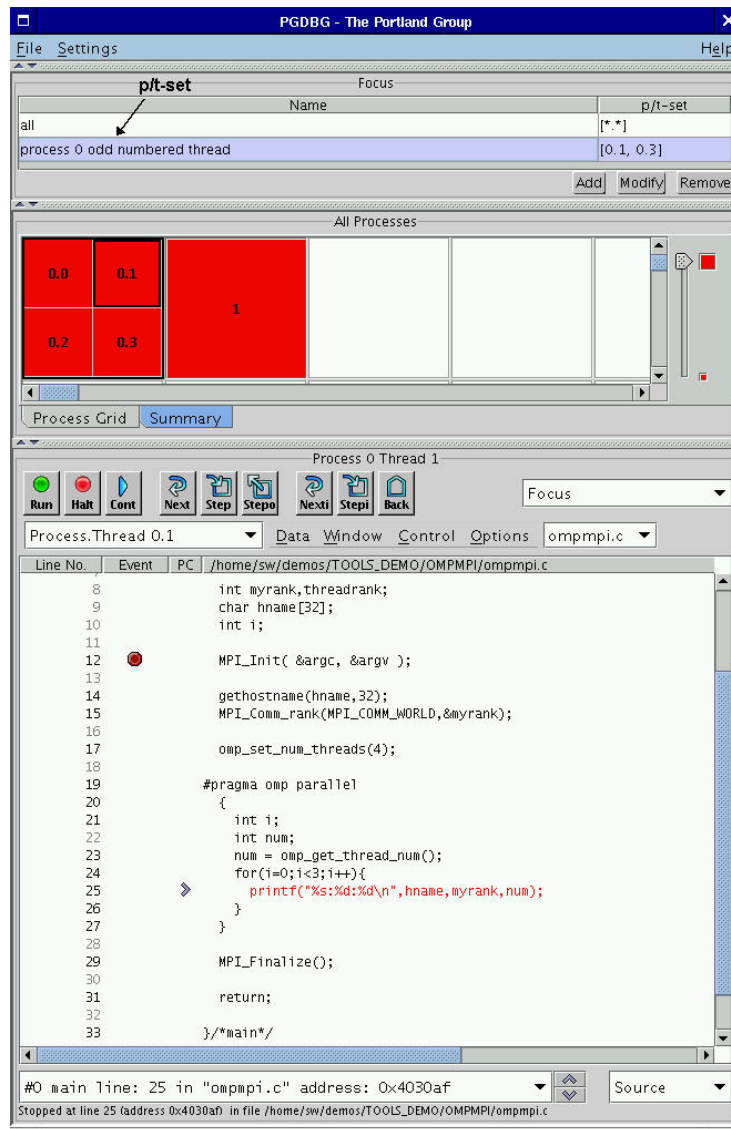 PGDBG - The Portland Group
File Settings Help
p/t-set
Focus
Name p/t-set
all [*.*]
process 0 odd numbered thread [0.1, 0.3]
Add Modify Remove
All Processes
0.0 0.1
1
0.2 0.3
Process Grid Summary
Process 0 Thread 1
Run Halt Cont Next Step Stepo Nexti Stepi Back
Focus
Process.Thread 0.1 Data Window Control Options ompmpi.c
Line No. Event PC /home/sw/demos/TOOLS_DEMO/OMPMPI/ompmpi.c
8 int myrank,threadrank;
9 char hname[32];
10 int i;
11
12 MPI_Init( &argc, &argv );
13
14 gethostname(hname,32);
15 MPI_Comm_rank(MPI_COMM_WORLD,&myrank);
16
17 omp_set_num_threads(4);
18
19 #pragma omp parallel
20 {
21 int i;
22 int num;
23 num = omp_get_thread_num();
24 for(i=0;i<3;i++){
25 printf("%s:%d:%d\n",hname,myrank,num);
26 }
27 }
28
29 MPI_Finalize();
30
31 return;
32
33 }/*main*/
#0 main line: 25 in "ompmpi.c" address: 0x4030af Source
Stopped at line 25 (address 0x4030af) in file /home/sw/demos/TOOLS_DEMO/OMPMPI/ompmpi.c